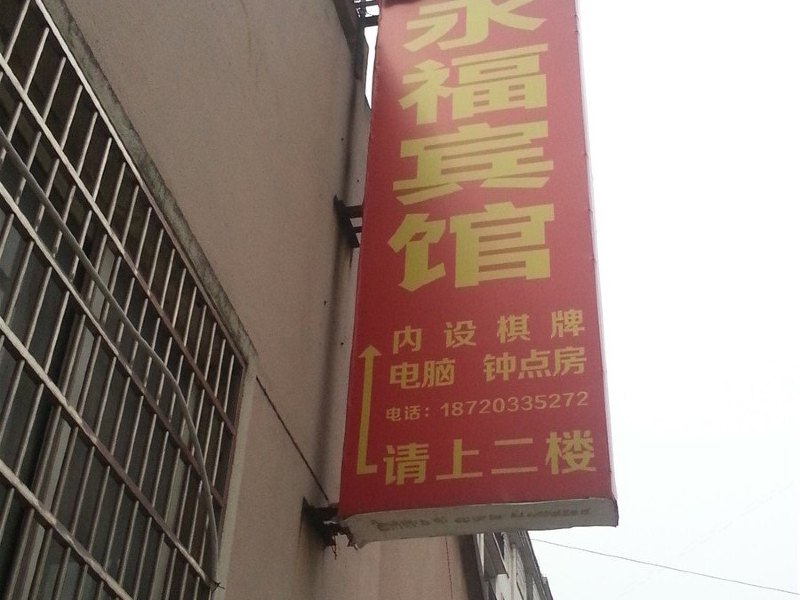 永福宾馆
内设棋牌
电脑 钟点房
电话：18720335272
请上二楼